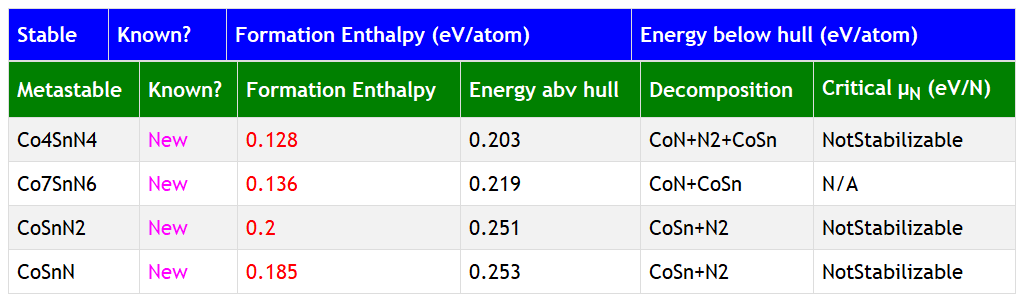 Stable Known? Formation Enthalpy (eV/atom) Energy below hull (eV/atom)
Metastable Known? Formation Enthalpy Energy abv hull Decomposition Critical μN (eV/N)
Co4SnN4 New 0.128 0.203 CoN+N2+CoSn NotStabilizable
Co7SnN6 New 0.136 0.219 CoN+CoSn N/A
CoSnN2 New 0.2 0.251 CoSn+N2 NotStabilizable
CoSnN New 0.185 0.253 CoSn+N2 NotStabilizable